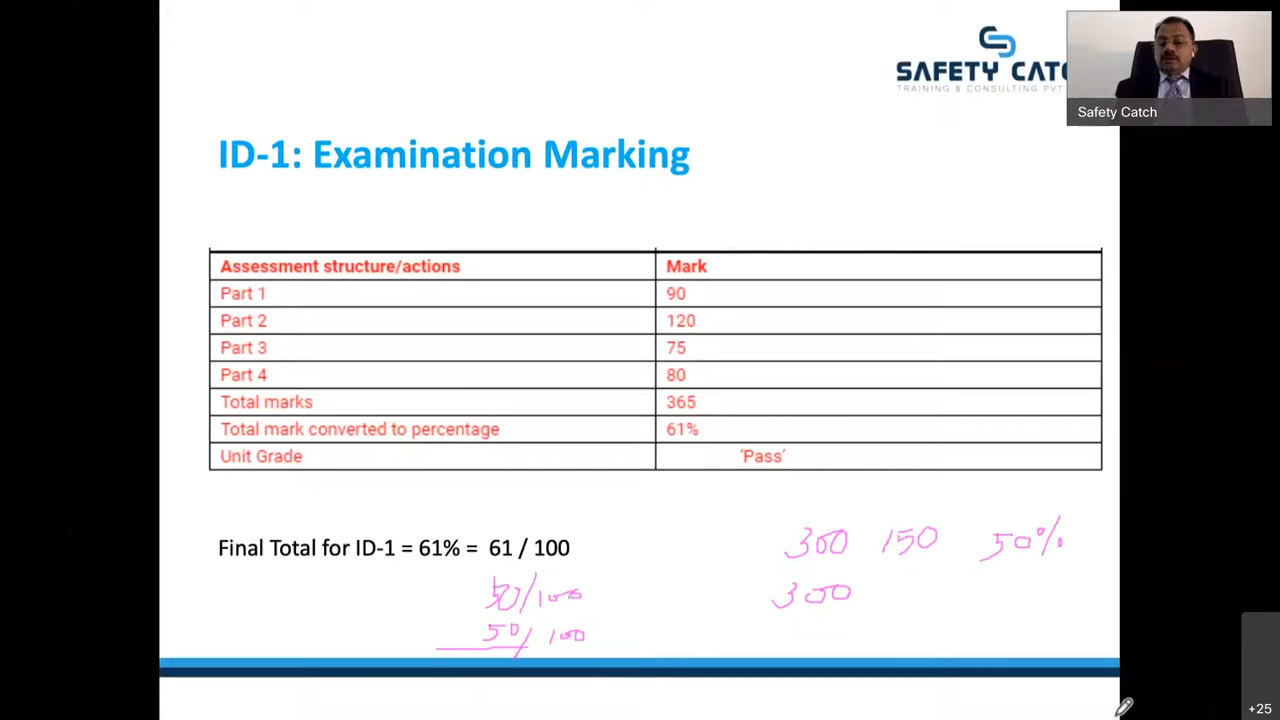 SAFETY CATC
TRAINING & CONSULTING PVT.
Safety Catch
ID-1: Examination Marking
Assessment structure/actions Mark
Part 1 90
Part 2 120
Part 3 75
Part 4 80
Total marks 365
Total mark converted to percentage 61%
Unit Grade ‘Pass’
Final Total for ID-1 = 61% = 61 / 100
300 150 50%
50/100
300
50/100
+25